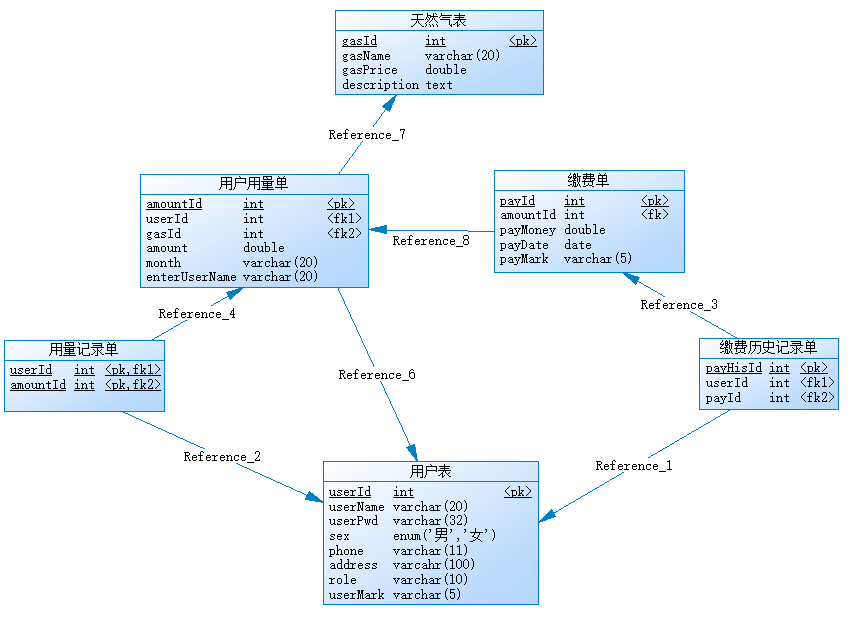 天然气表
gasId int <pk>
gasName varchar(20)
gasPrice double
description text
Reference_7
用户用量单
amountId int <pk>
userId int <fk1>
gasId int <fk2>
amount double
month varchar(20)
enterUserName varchar(20)
缴费单
payId int <pk>
amountId int <fk>
payMoney double
payDate date
payMark varchar(5)
Reference_8
Reference_4
Reference_3
用量记录单
userId int <pk,fk1>
amountId int <pk,fk2>
缴费历史记录单
payHisId int <pk>
userId int <fk1>
payId int <fk2>
Reference_6
Reference_2
Reference_1
用户表
userId int <pk>
userName varchar(20)
userPwd varchar(32)
sex enum('男','女')
phone varchar(11)
address varcahr(100)
role varchar(10)
userMark varchar(5)